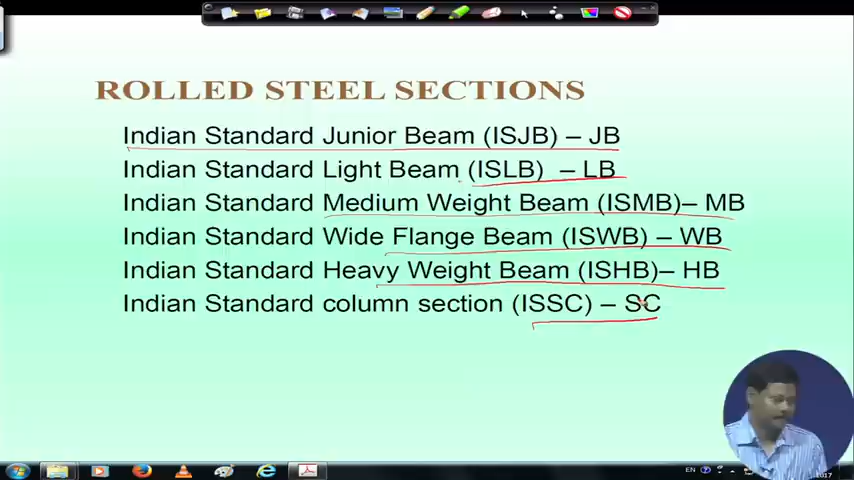 ROLLED STEEL SECTIONS
Indian Standard Junior Beam (ISJB) – JB
Indian Standard Light Beam (ISLB) – LB
Indian Standard Medium Weight Beam (ISMB)– MB
Indian Standard Wide Flange Beam (ISWB) – WB
Indian Standard Heavy Weight Beam (ISHB)– HB
Indian Standard column section (ISSC) – SC
EN